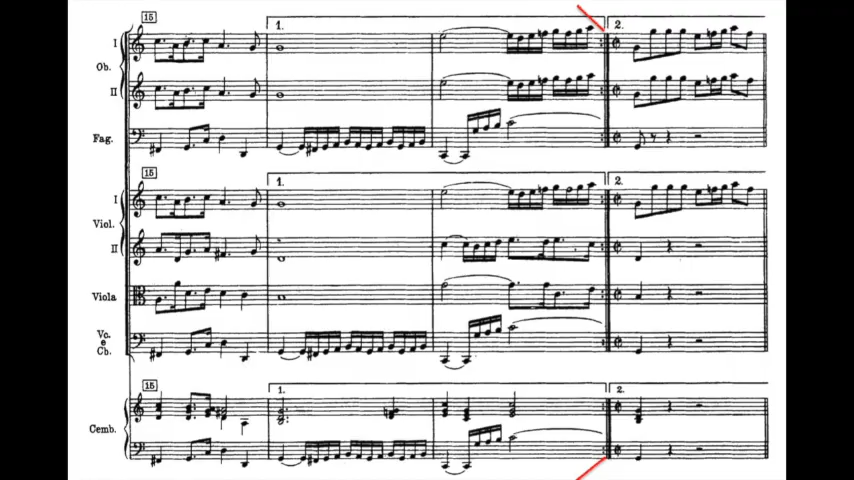 15
1.
2.
I
Ob.
II
Fag.
15
1.
2.
I
Viol.
II
Viola
Vc.
e
Cb.
15
1.
2.
Cemb.